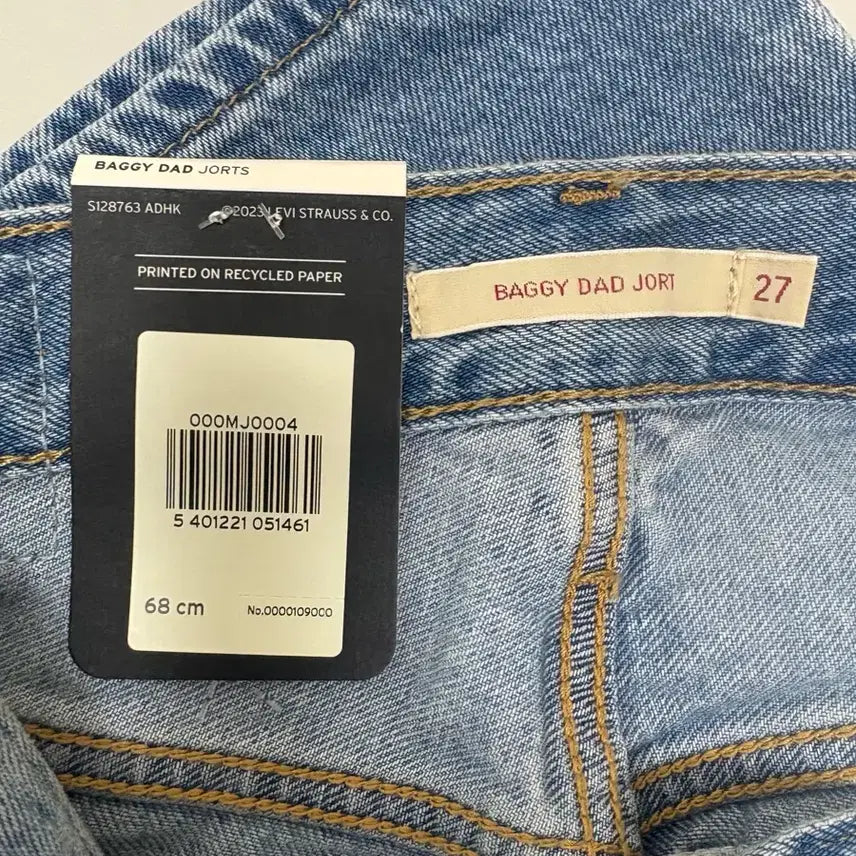 BAGGY DAD JORTS
S128763 ADHK ©2023 LEVI STRAUSS & CO.
PRINTED ON RECYCLED PAPER
000MJ0004
5 401221 051461
68 cm No.0000109000
BAGGY DAD JORT 27